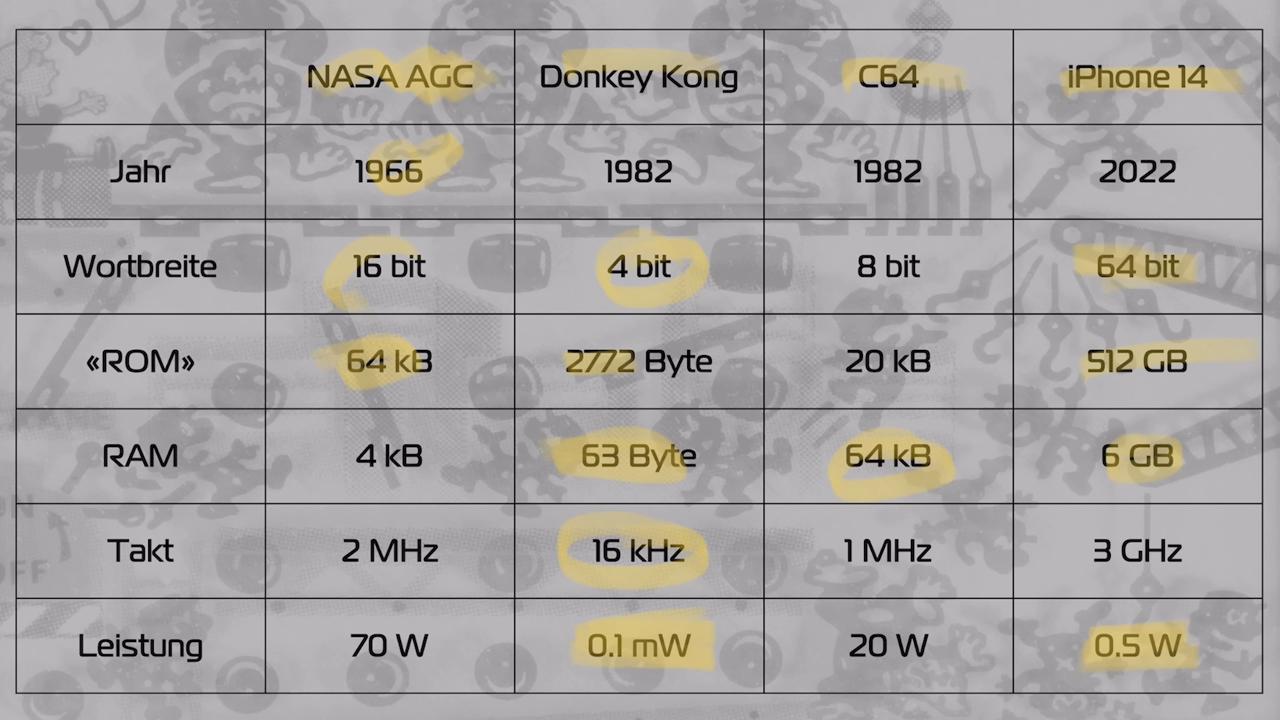 NASA AGC Donkey Kong C64 iPhone 14
Jahr 1966 1982 1982 2022
Wortbreite 16 bit 4 bit 8 bit 64 bit
«ROM» 64 kB 2772 Byte 20 kB 512 GB
RAM 4 kB 63 Byte 64 kB 6 GB
Takt 2 MHz 16 kHz 1 MHz 3 GHz
Leistung 70 W 0.1 mW 20 W 0.5 W
OFF